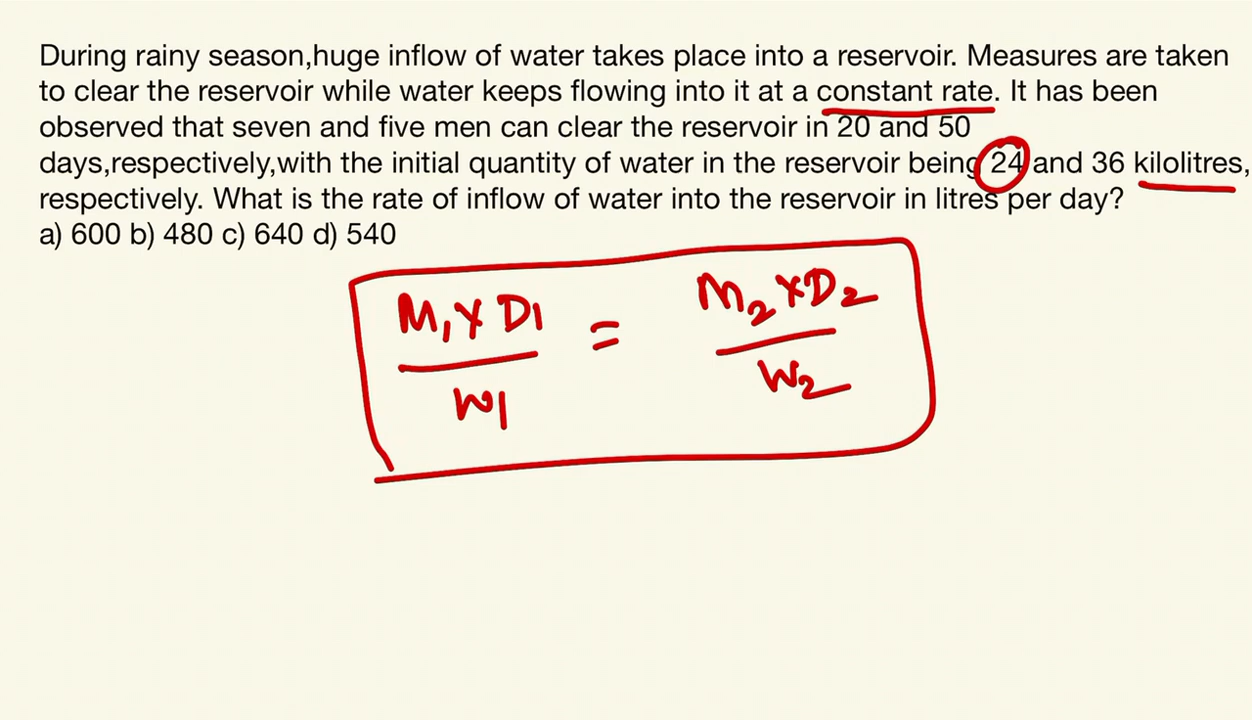 During rainy season,huge inflow of water takes place into a reservoir. Measures are taken
to clear the reservoir while water keeps flowing into it at a constant rate. It has been
observed that seven and five men can clear the reservoir in 20 and 50
days,respectively,with the initial quantity of water in the reservoir being 24 and 36 kilolitres,
respectively. What is the rate of inflow of water into the reservoir in litres per day?
a) 600 b) 480 c) 640 d) 540
M1 x D1 / W1 = M2 x D2 / W2